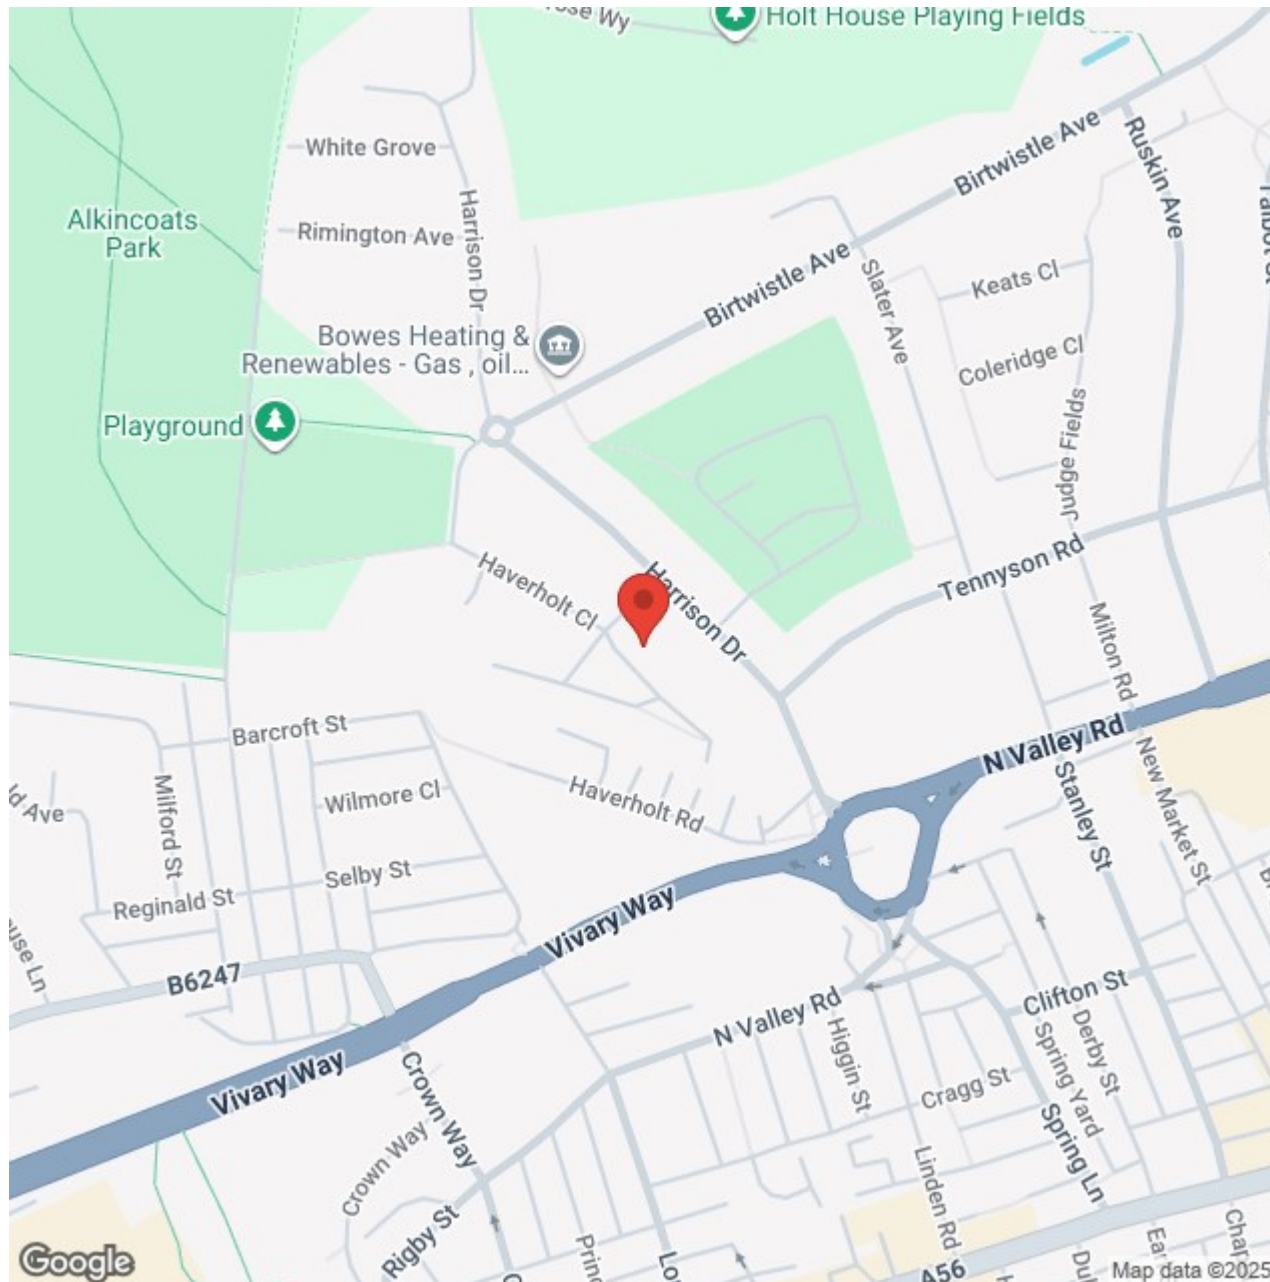 Holt House Playing Fields
Birtwistle Ave
Ruskin Ave
White Grove
Harrison Dr
Alkincoats
Park
Rimington Ave
Birtwistle Ave
Slater Ave
Keats Cl
Bowes Heating &
Renewables - Gas , oil...
Coleridge Cl
Playground
Judge Fields
Haverholt Cl
Harrison Dr
Tennyson Rd
Milton Rd
Barcroft St
N Valley Rd
Milford St
Wilmore Cl
Haverholt Rd
Stanley St
New Market St
Selby St
Reginald St
Vivary Way
B6247
N Valley Rd
Clifton St
Higgin St
Spring Yard
Derby St
Vivary Way
Crown Way
Cragg St
Crown Way
Linden Rd
Spring Ln
Rigby St
A56
Google
Map data ©2025